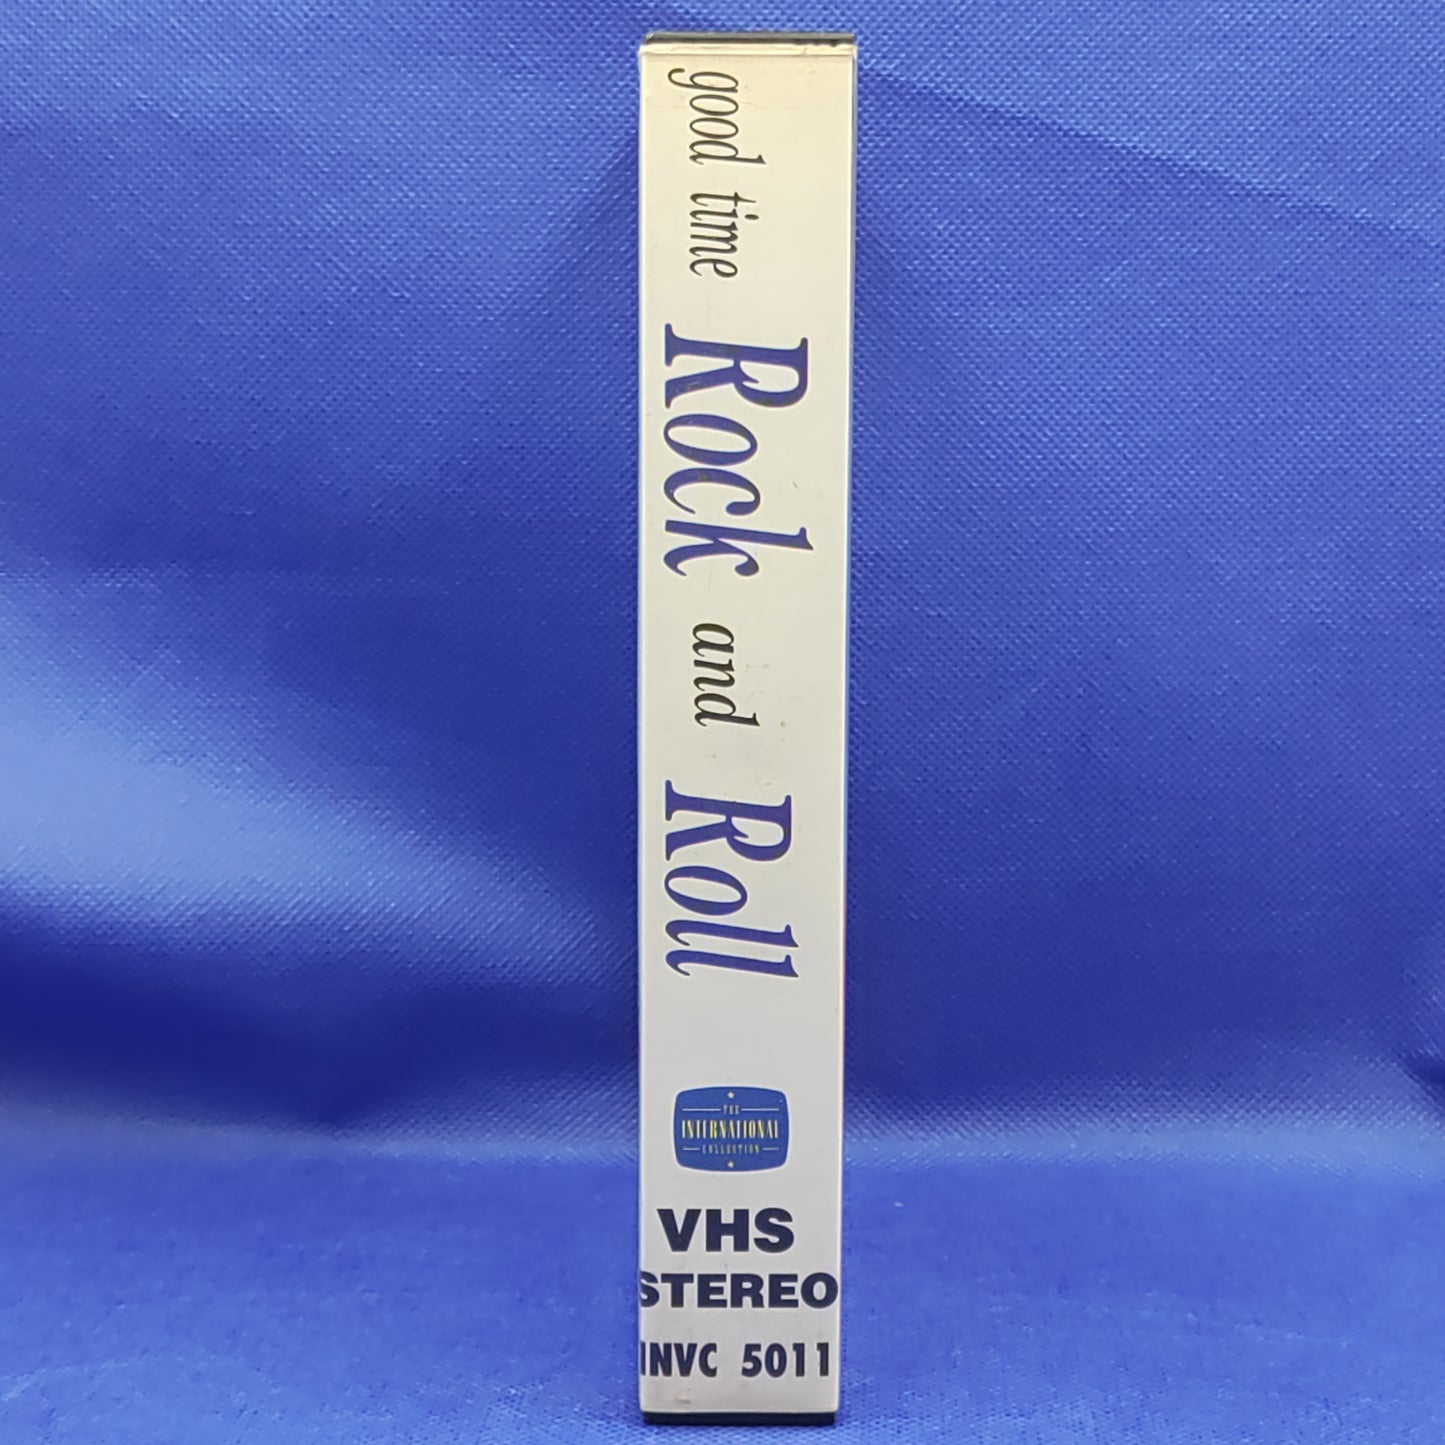 good time Rock and Roll
THE
INTERNATIONAL
COLLECTION
VHS
STEREO
INVC 5011